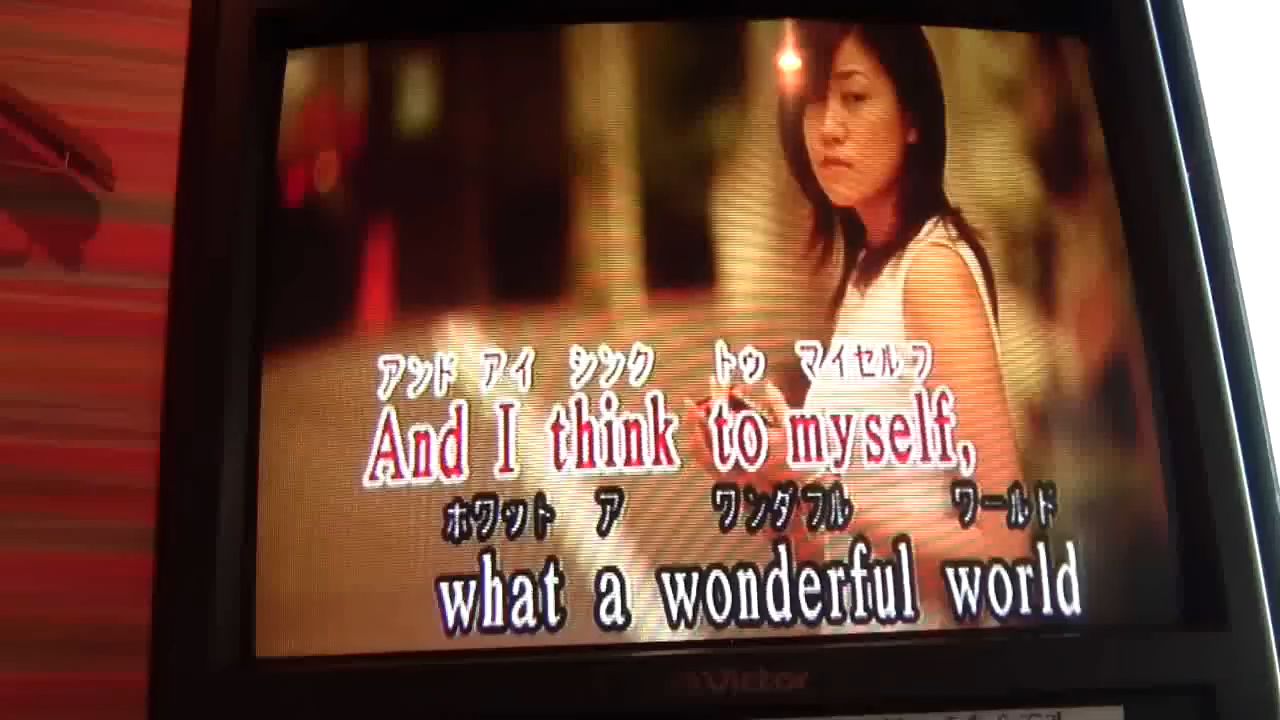 アンド アイ シンク トゥ マイセルフ
And I think to myself,
ホワット ア ワンダフル ワールド
what a wonderful world
Victor